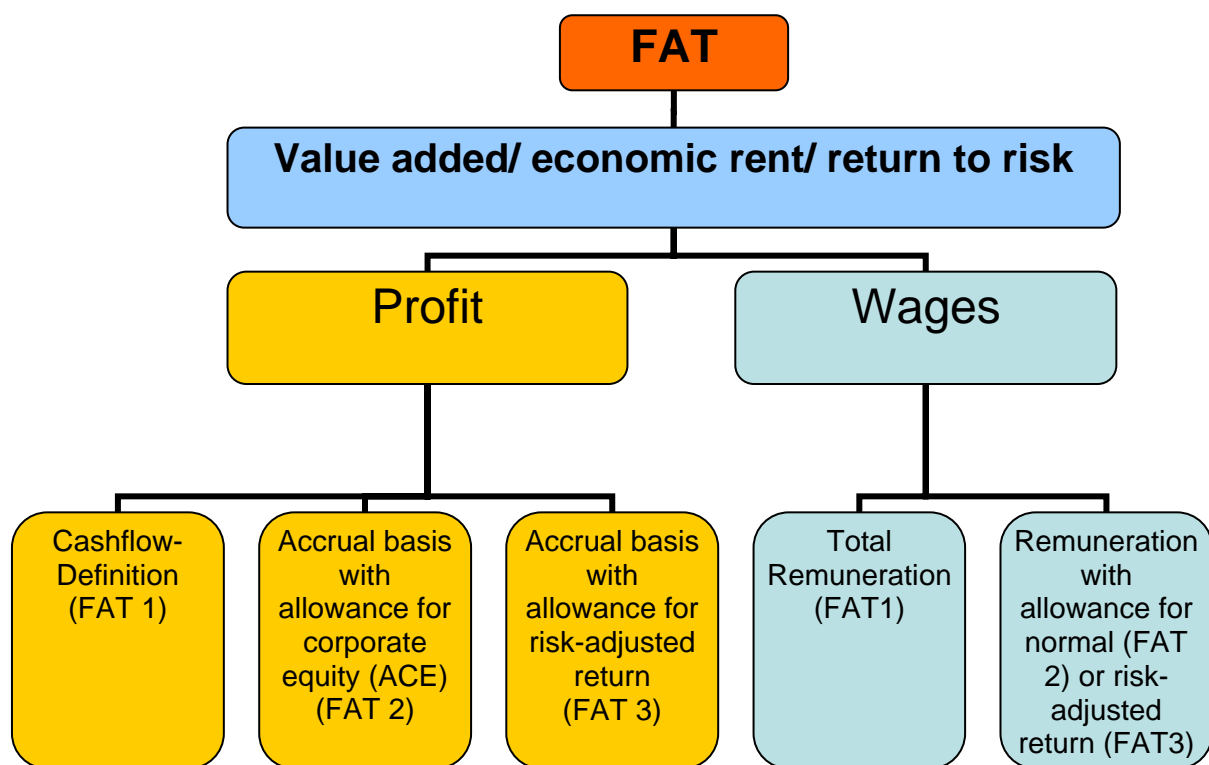 FAT
Value added/ economic rent/ return to risk
Profit
Wages
Cashflow-
Definition
(FAT 1)
Accrual basis
with
allowance for
corporate
equity (ACE)
(FAT 2)
Accrual basis
with
allowance for
risk-adjusted
return
(FAT 3)
Total
Remuneration
(FAT1)
Remuneration
with
allowance for
normal (FAT
2) or risk-
adjusted
return (FAT3)